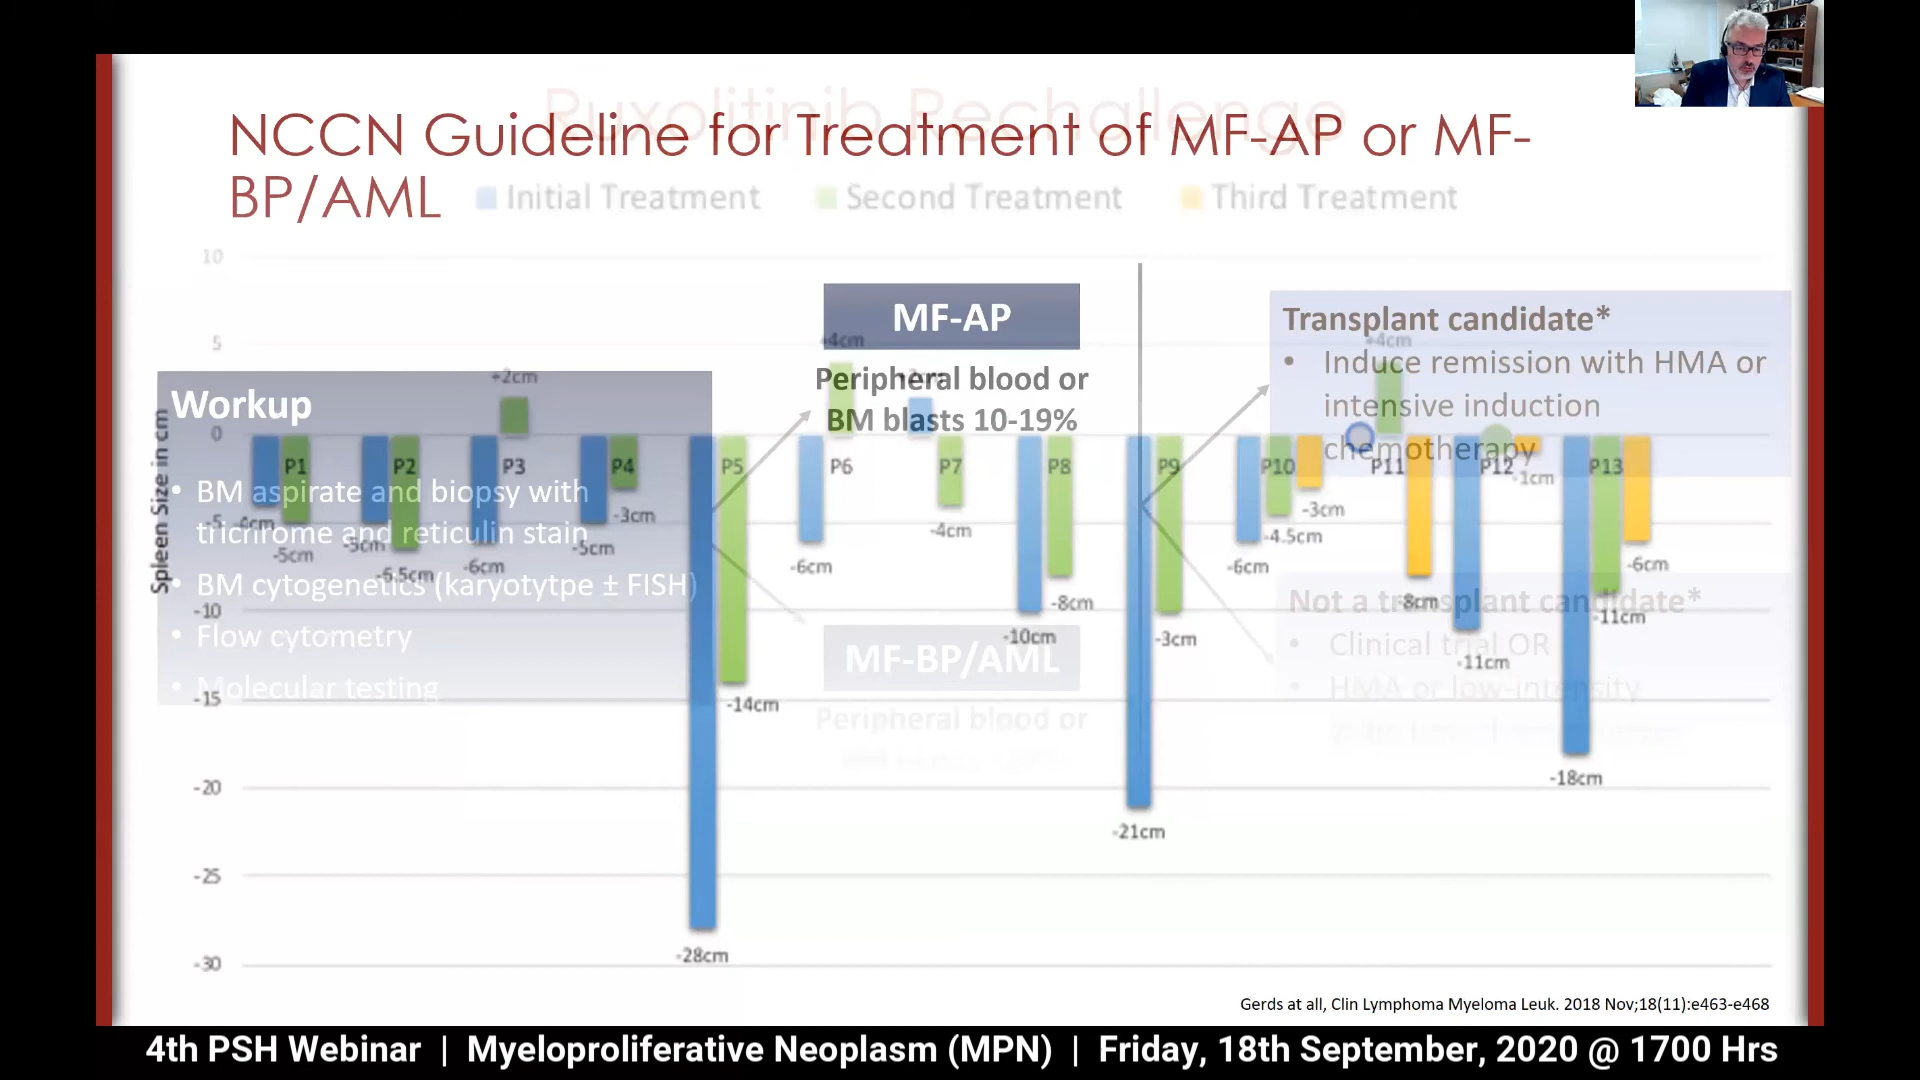 Ruxolitinib Rechallenge
NCCN Guideline for Treatment of MF-AP or MF-
BP/AML
Initial Treatment
Second Treatment
Third Treatment
10
5
0
-5
-10
-15
-20
-25
-30
Spleen Size in cm
MF-AP
Peripheral blood or
BM blasts 10-19%
Transplant candidate*
• Induce remission with HMA or
intensive induction
chemotherapy
Workup
• BM aspirate and biopsy with
trichrome and reticulin stain
• BM cytogenetics (karyotytpe ± FISH)
• Flow cytometry
• Molecular testing
MF-BP/AML
Peripheral blood or
Not a transplant candidate*
• Clinical trial OR
• HMA or low-intensity
P1
P2
P3
P4
P5
P6
P7
P8
P9
P10
P11
P12
P13
-4cm
-5cm
-5cm
-6.5cm
-6cm
+2cm
-5cm
-3cm
-28cm
-14cm
-6cm
+4cm
-4cm
-10cm
-8cm
-21cm
-3cm
-6cm
-4.5cm
-3cm
+4cm
-8cm
-11cm
-1cm
-18cm
-11cm
-6cm
Gerds at all, Clin Lymphoma Myeloma Leuk. 2018 Nov;18(11):e463-e468
4th PSH Webinar | Myeloproliferative Neoplasm (MPN) | Friday, 18th September, 2020 @ 1700 Hrs